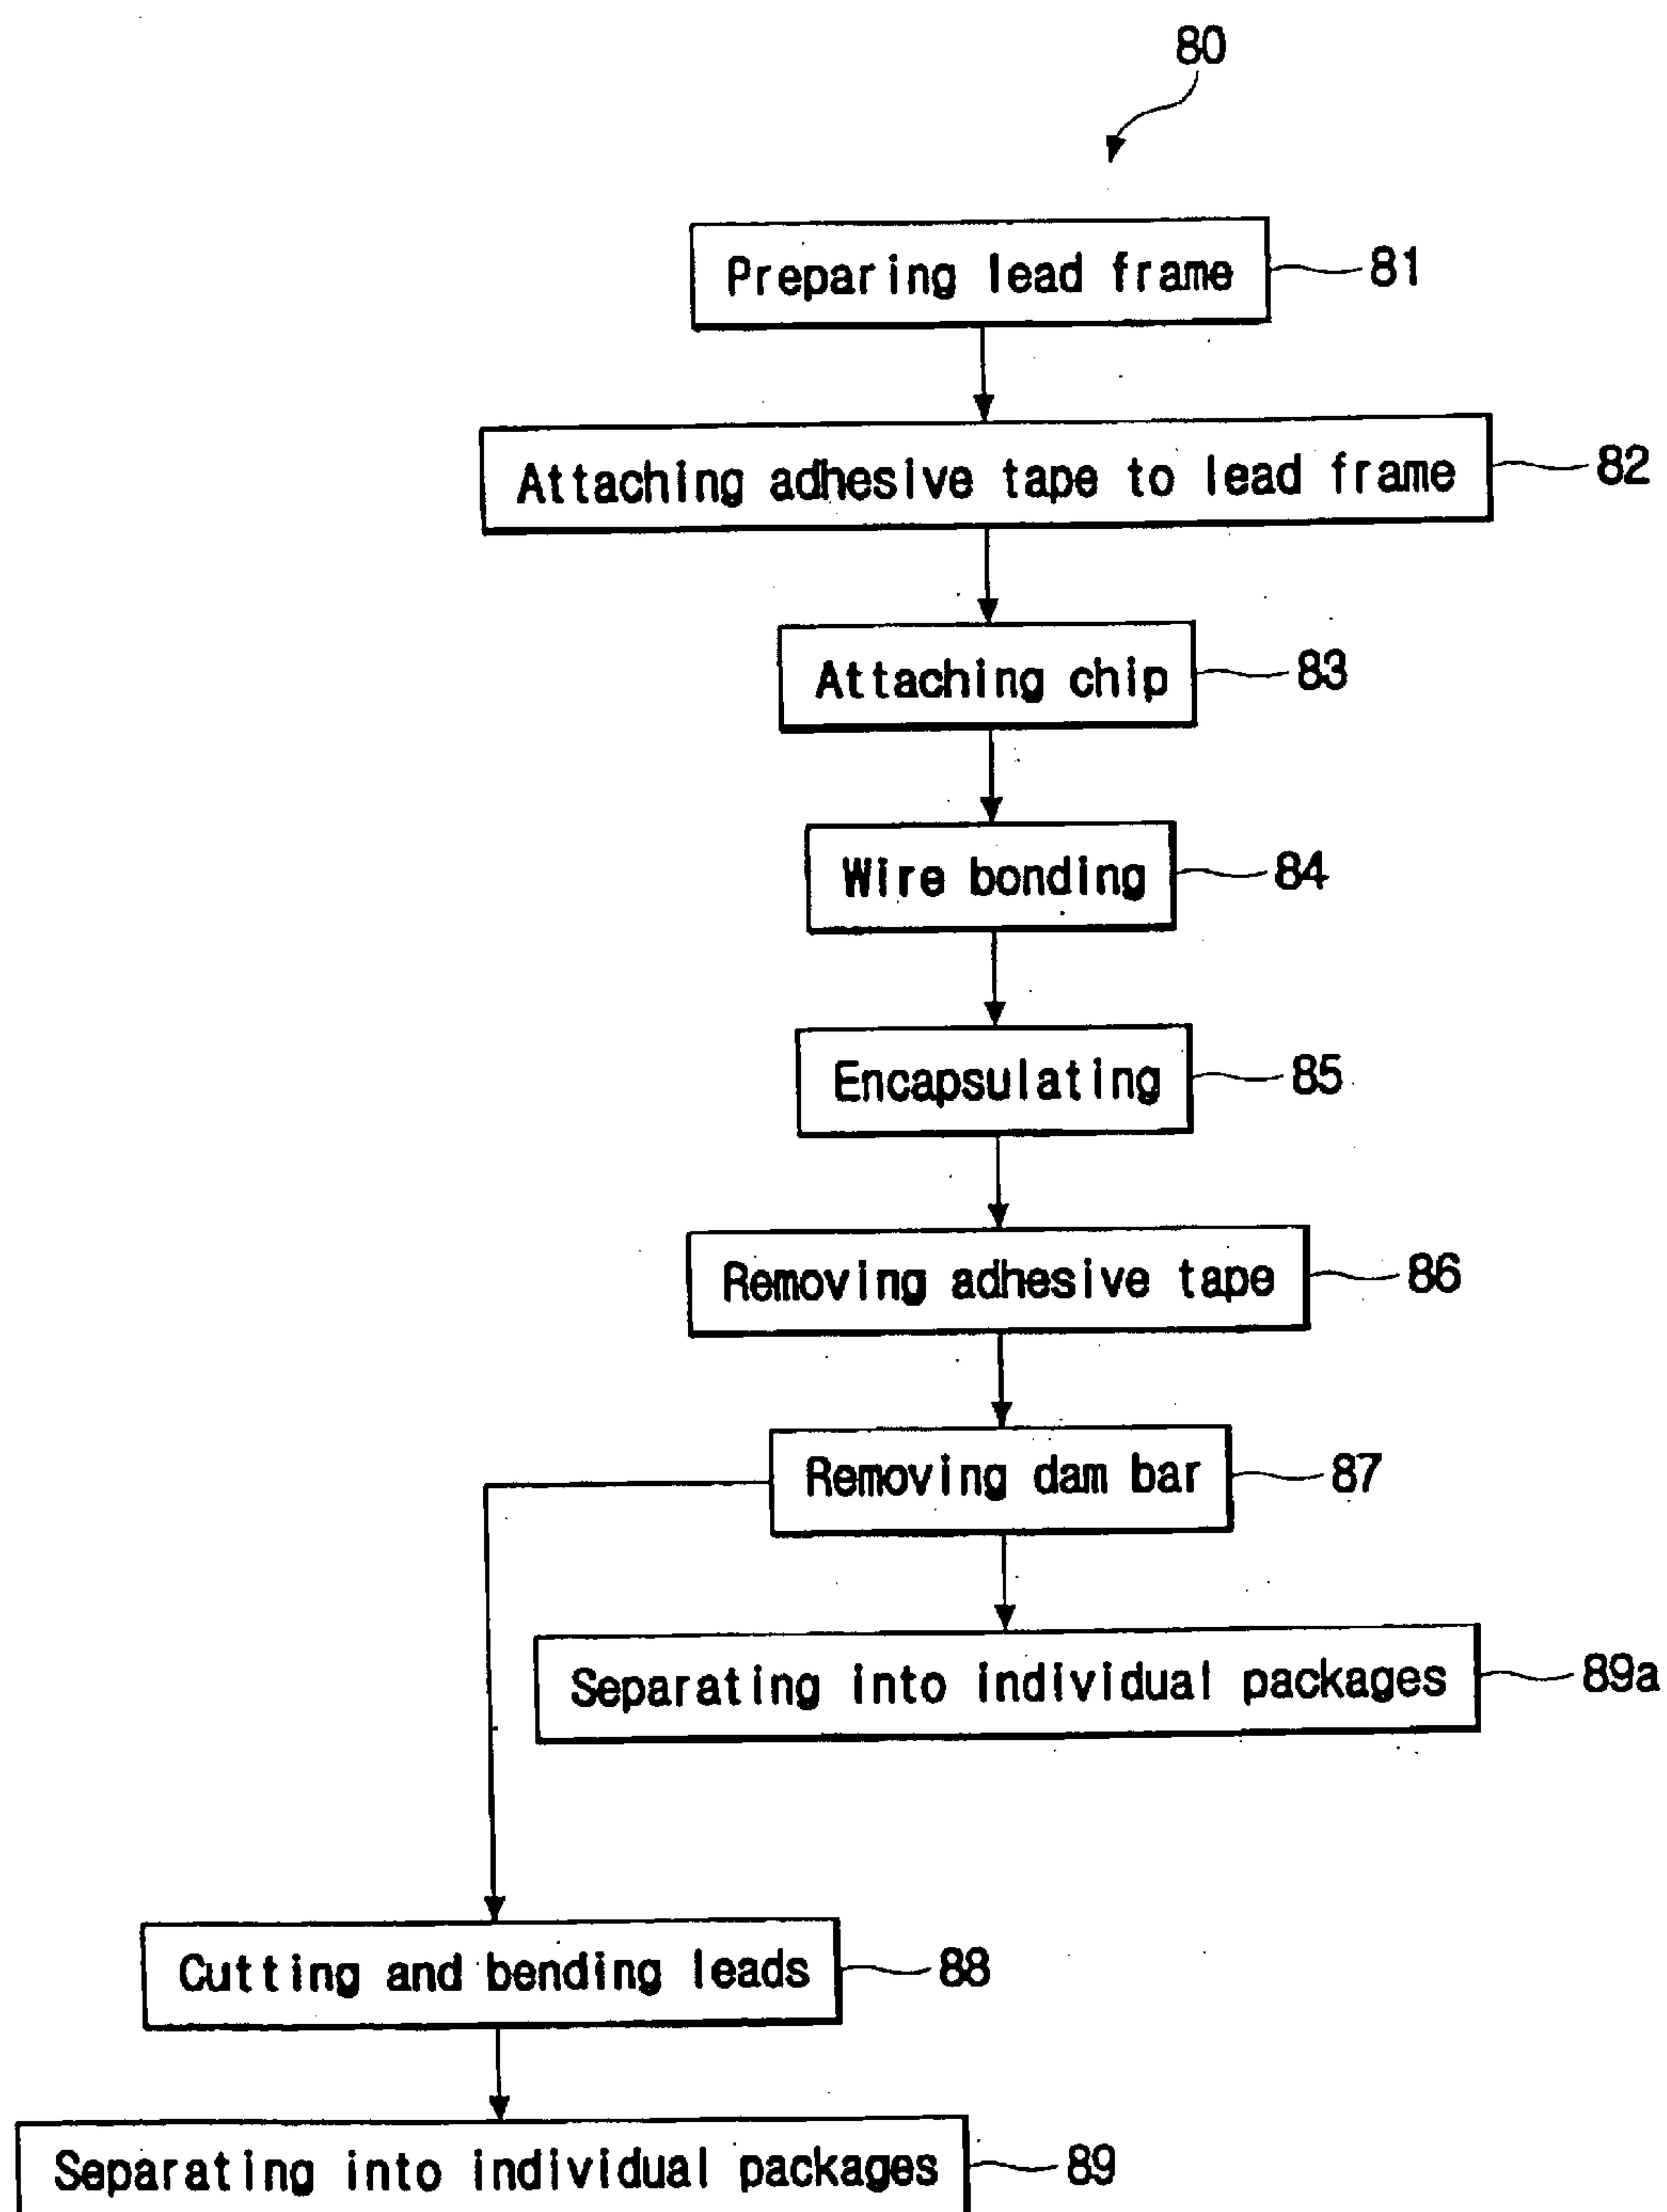 80
Preparing lead frame 81
Attaching adhesive tape to lead frame 82
Attaching chip 83
Wire bonding 84
Encapsulating 85
Removing adhesive tape 86
Removing dam bar 87
Separating into individual packages 89a
Cutting and bending leads 88
Separating into individual packages 89